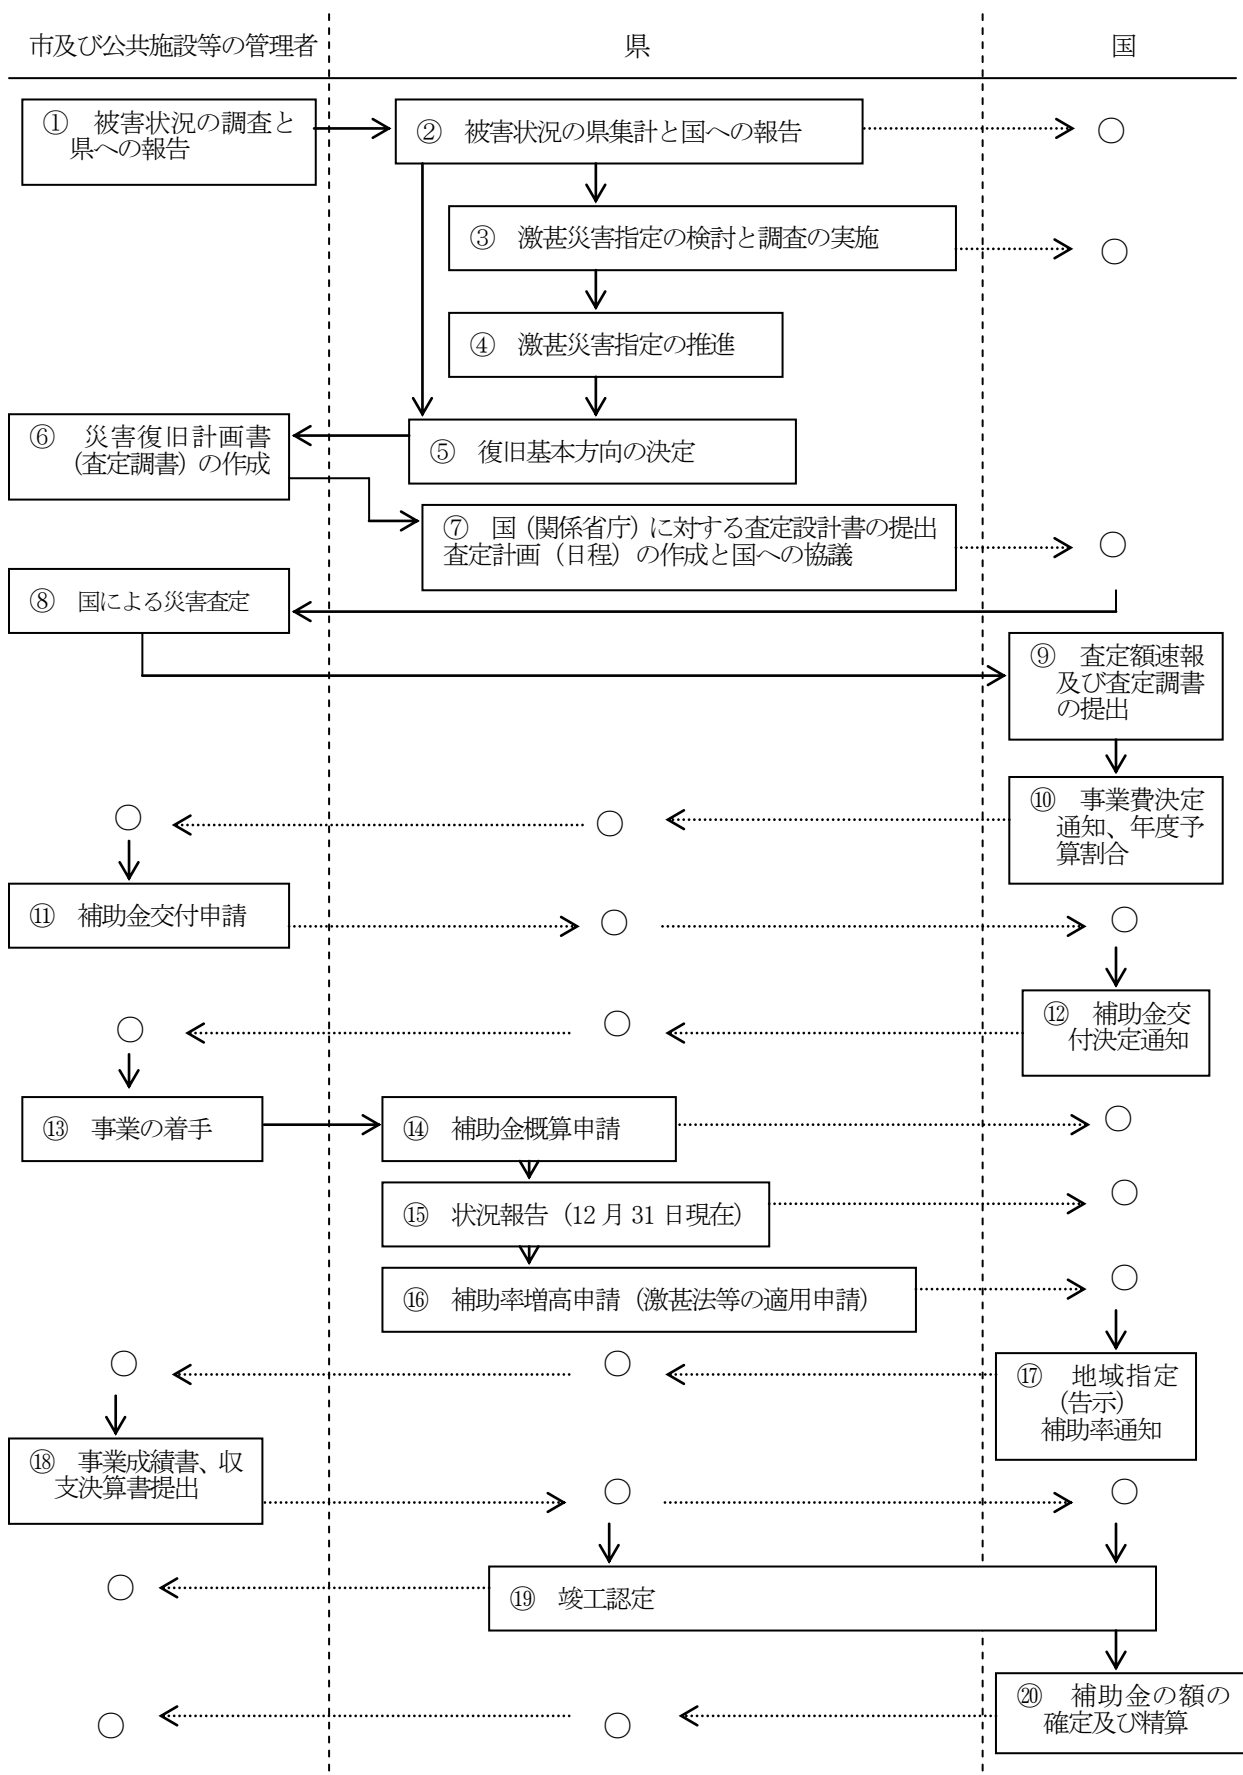 市及び公共施設等の管理者 県 国
① 被害状況の調査と
県への報告
② 被害状況の県集計と国への報告
○
③ 激甚災害指定の検討と調査の実施
○
④ 激甚災害指定の推進
⑤ 復旧基本方向の決定
⑥ 災害復旧計画書
（査定調書）の作成
⑦ 国（関係省庁）に対する査定設計書の提出
査定計画（日程）の作成と国への協議
○
⑧ 国による災害査定
⑨ 査定額速報
及び査定調書
の提出
⑩ 事業費決定
通知、年度予
算割合
○ ○
⑪ 補助金交付申請
○ ○
⑫ 補助金交
付決定通知
○ ○
⑬ 事業の着手
⑭ 補助金概算申請
○
⑮ 状況報告（12月31日現在）
○
⑯ 補助率増高申請（激甚法等の適用申請）
○
⑰ 地域指定
（告示）
補助率通知
○ ○
⑱ 事業成績書、収
支決算書提出
○ ○
⑲ 竣工認定
○
⑳ 補助金の額の
確定及び精算
○ ○